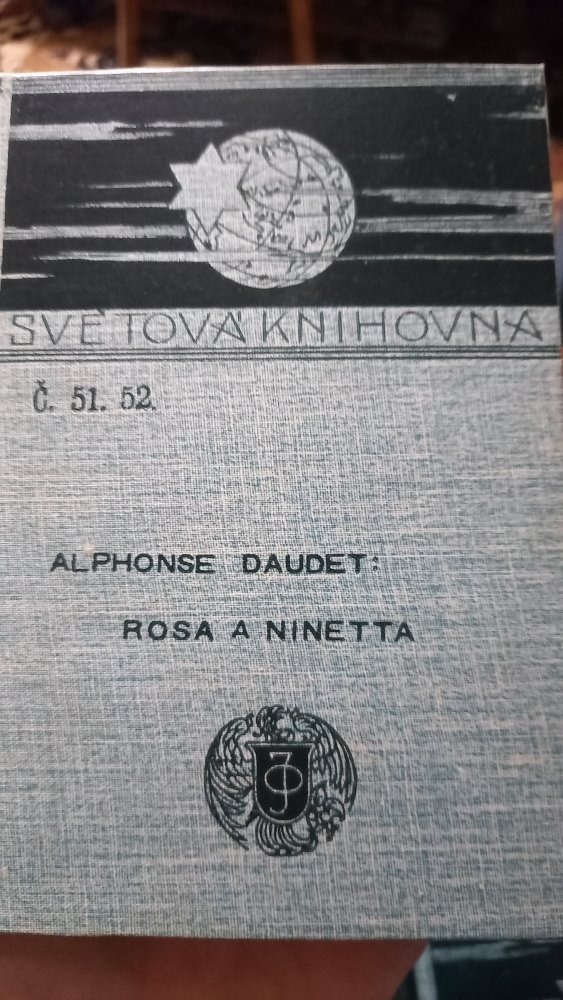 SVĚTOVÁ KNIHOVNA
Č. 51. 52.
ALPHONSE DAUDET:
ROSA A NINETTA